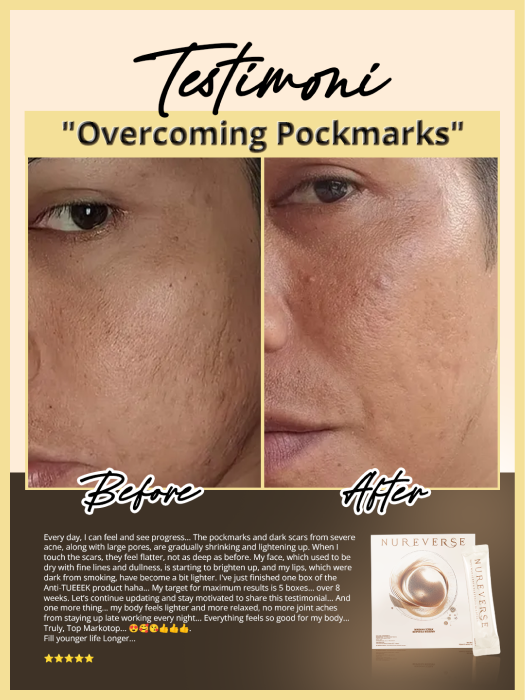 Testimoni
"Overcoming Pockmarks"
Before
After
Every day, I can feel and see progress... The pockmarks and dark scars from severe
acne, along with large pores, are gradually shrinking and lightening up. When I
touch the scars, they feel flatter, not as deep as before. My face, which used to be
dry with fine lines and dullness, is starting to brighten up, and my lips, which were
dark from smoking, have become a bit lighter. I've just finished one box of the
Anti-TUEEEK product haha... My target for maximum results is 5 boxes... over 8
weeks. Let's continue updating and stay motivated to share this testimonial... And
one more thing... my body feels lighter and more relaxed, no more joint aches
from staying up late working every night... Everything feels so good for my body...
Truly, Top Markotop... 😍🥰😘👍👍👍.
Fill younger life Longer...
⭐⭐⭐⭐⭐
NUREVERSE
NUREVERSE